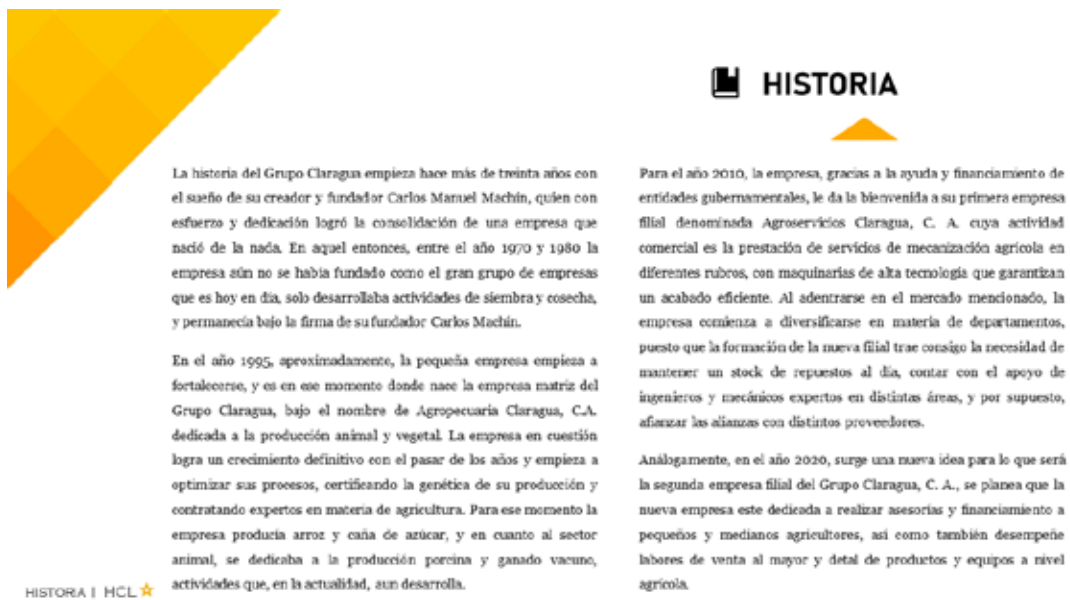 HISTORIA
La historia del Grupo Claragua empieza hace más de treinta años con
el sueño de su creador y fundador Carlos Manuel Machín, quien con
esfuerzo y dedicación logró la consolidación de una empresa que
nació de la nada. En aquel entonces, entre el año 1970 y 1980 la
empresa aún no se había fundado como el gran grupo de empresas
que es hoy en día, solo desarrollaba actividades de siembra y cosecha,
y permanecía bajo la firma de su fundador Carlos Machín.
En el año 1995, aproximadamente, la pequeña empresa empieza a
fortalecerse, y es en ese momento donde nace la empresa matriz del
Grupo Claragua, bajo el nombre de Agropecuaria Claragua, C.A.
dedicada a la producción animal y vegetal. La empresa en cuestión
logra un crecimiento definitivo con el pasar de los años y empieza a
optimizar sus procesos, certificando la genética de su producción y
contratando expertos en materia de agricultura. Para ese momento la
empresa producía arroz y caña de azúcar, y en cuanto al sector
animal, se dedicaba a la producción porcina y ganado vacuno,
actividades que, en la actualidad, aun desarrolla.
Para el año 2010, la empresa, gracias a la ayuda y financiamiento de
entidades gubernamentales, le da la bienvenida a su primera empresa
filial denominada Agroservicios Claragua, C. A. cuya actividad
comercial es la prestación de servicios de mecanización agrícola en
diferentes rubros, con maquinarias de alta tecnología que garantizan
un acabado eficiente. Al adentrarse en el mercado mencionado, la
empresa comienza a diversificarse en materia de departamentos,
puesto que la formación de la nueva filial trae consigo la necesidad de
mantener un stock de repuestos al día, contar con el apoyo de
ingenieros y mecánicos expertos en distintas áreas, y por supuesto,
afianzar las alianzas con distintos proveedores.
Análogamente, en el año 2020, surge una nueva idea para lo que será
la segunda empresa filial del Grupo Claragua, C. A., se planea que la
nueva empresa este dedicada a realizar asesorías y financiamiento a
pequeños y medianos agricultores, así como también desempeñe
labores de venta al mayor y detal de productos y equipos a nivel
agrícola.
HISTORIA | HCL